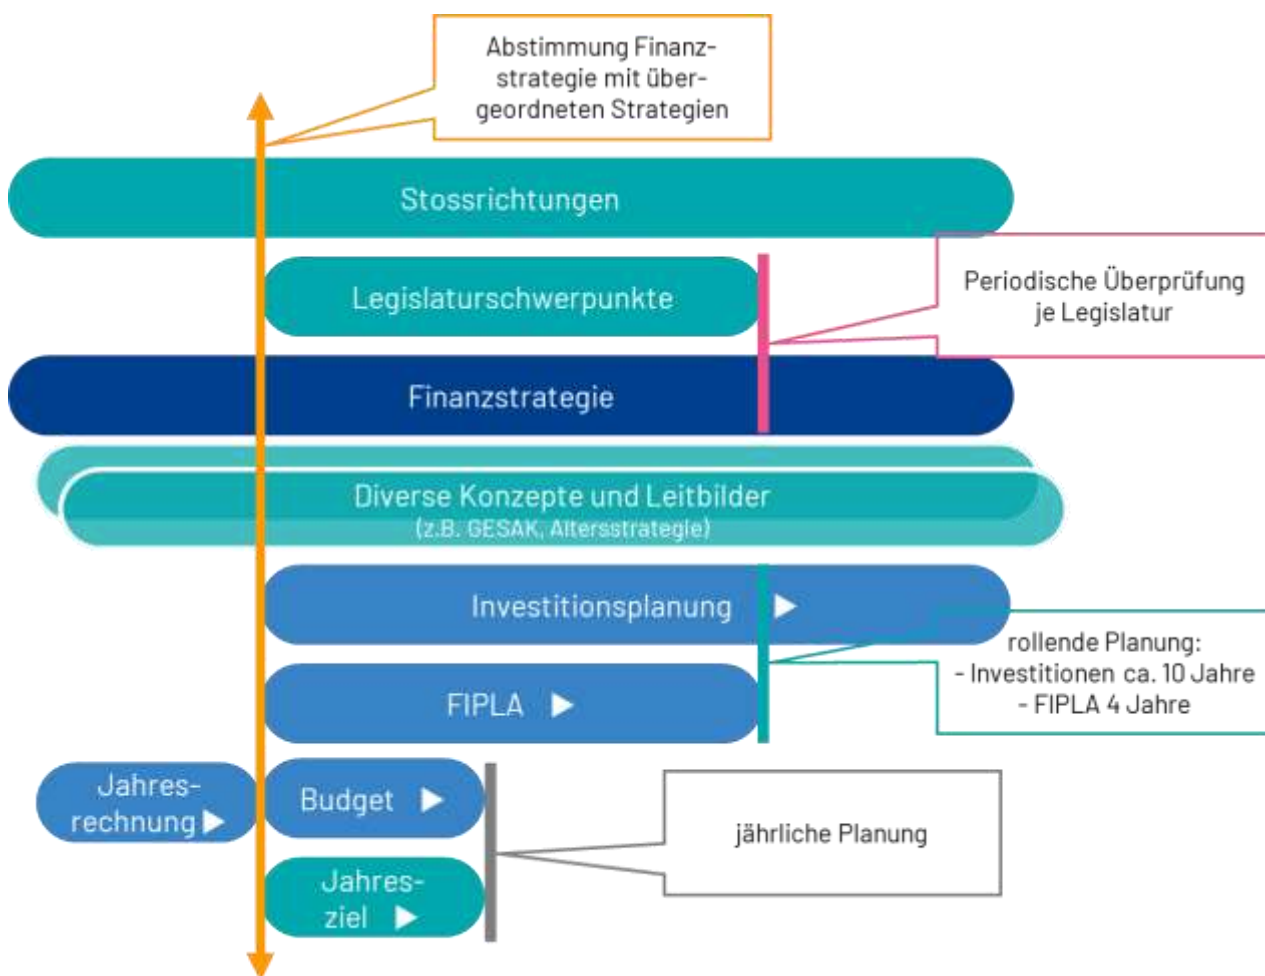 Abstimmung Finanz-
strategie mit über-
geordneten Strategien
Stossrichtungen
Legislaturschwerpunkte
Periodische Überprüfung
je Legislatur
Finanzstrategie
Diverse Konzepte und Leitbilder
(z.B. GESAK, Altersstrategie)
Investitionsplanung
rollende Planung:
- Investitionen ca. 10 Jahre
- FIPLA 4 Jahre
FIPLA
Jahres-
rechnung
Budget
jährliche Planung
Jahres-
ziel